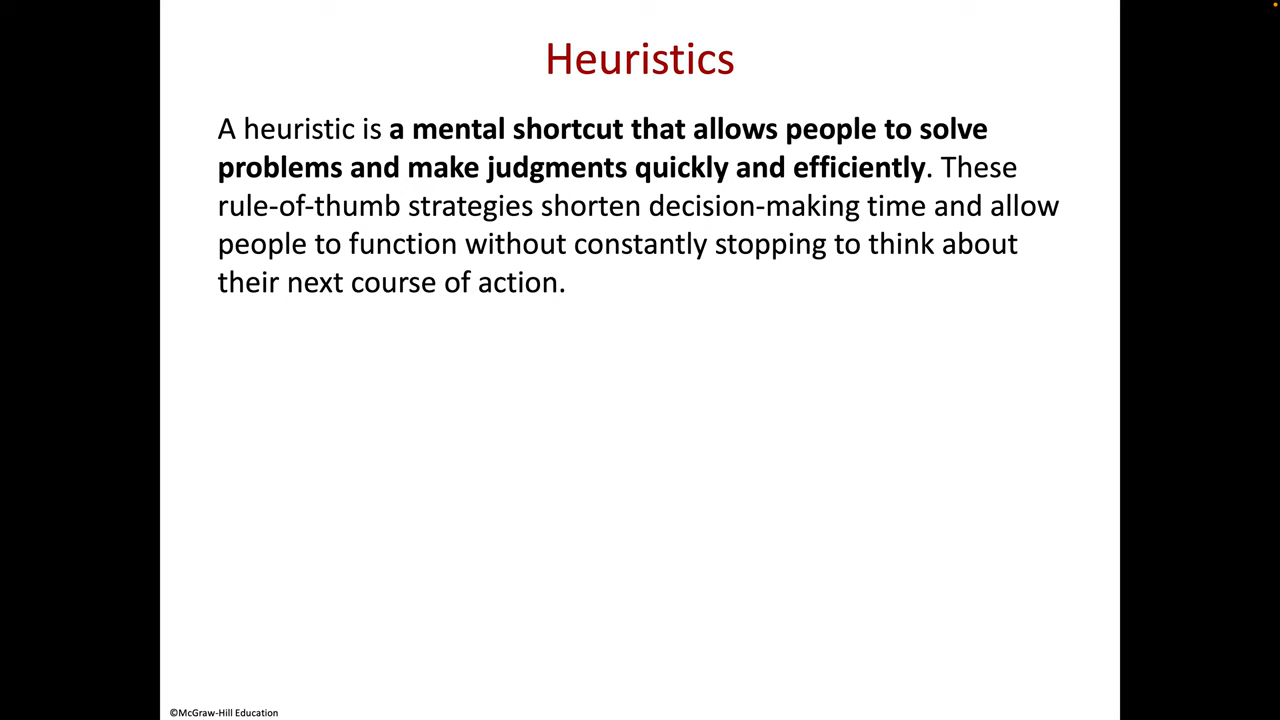 Heuristics
A heuristic is a mental shortcut that allows people to solve
problems and make judgments quickly and efficiently. These
rule-of-thumb strategies shorten decision-making time and allow
people to function without constantly stopping to think about
their next course of action.
©McGraw-Hill Education